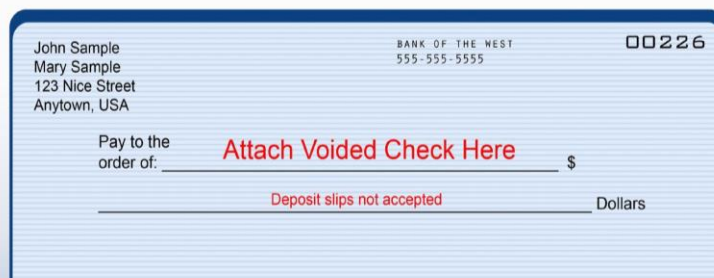 John Sample
Mary Sample
123 Nice Street
Anytown, USA
BANK OF THE WEST
555-555-5555
00226
Pay to the
order of:
Attach Voided Check Here
$
Deposit slips not accepted
Dollars